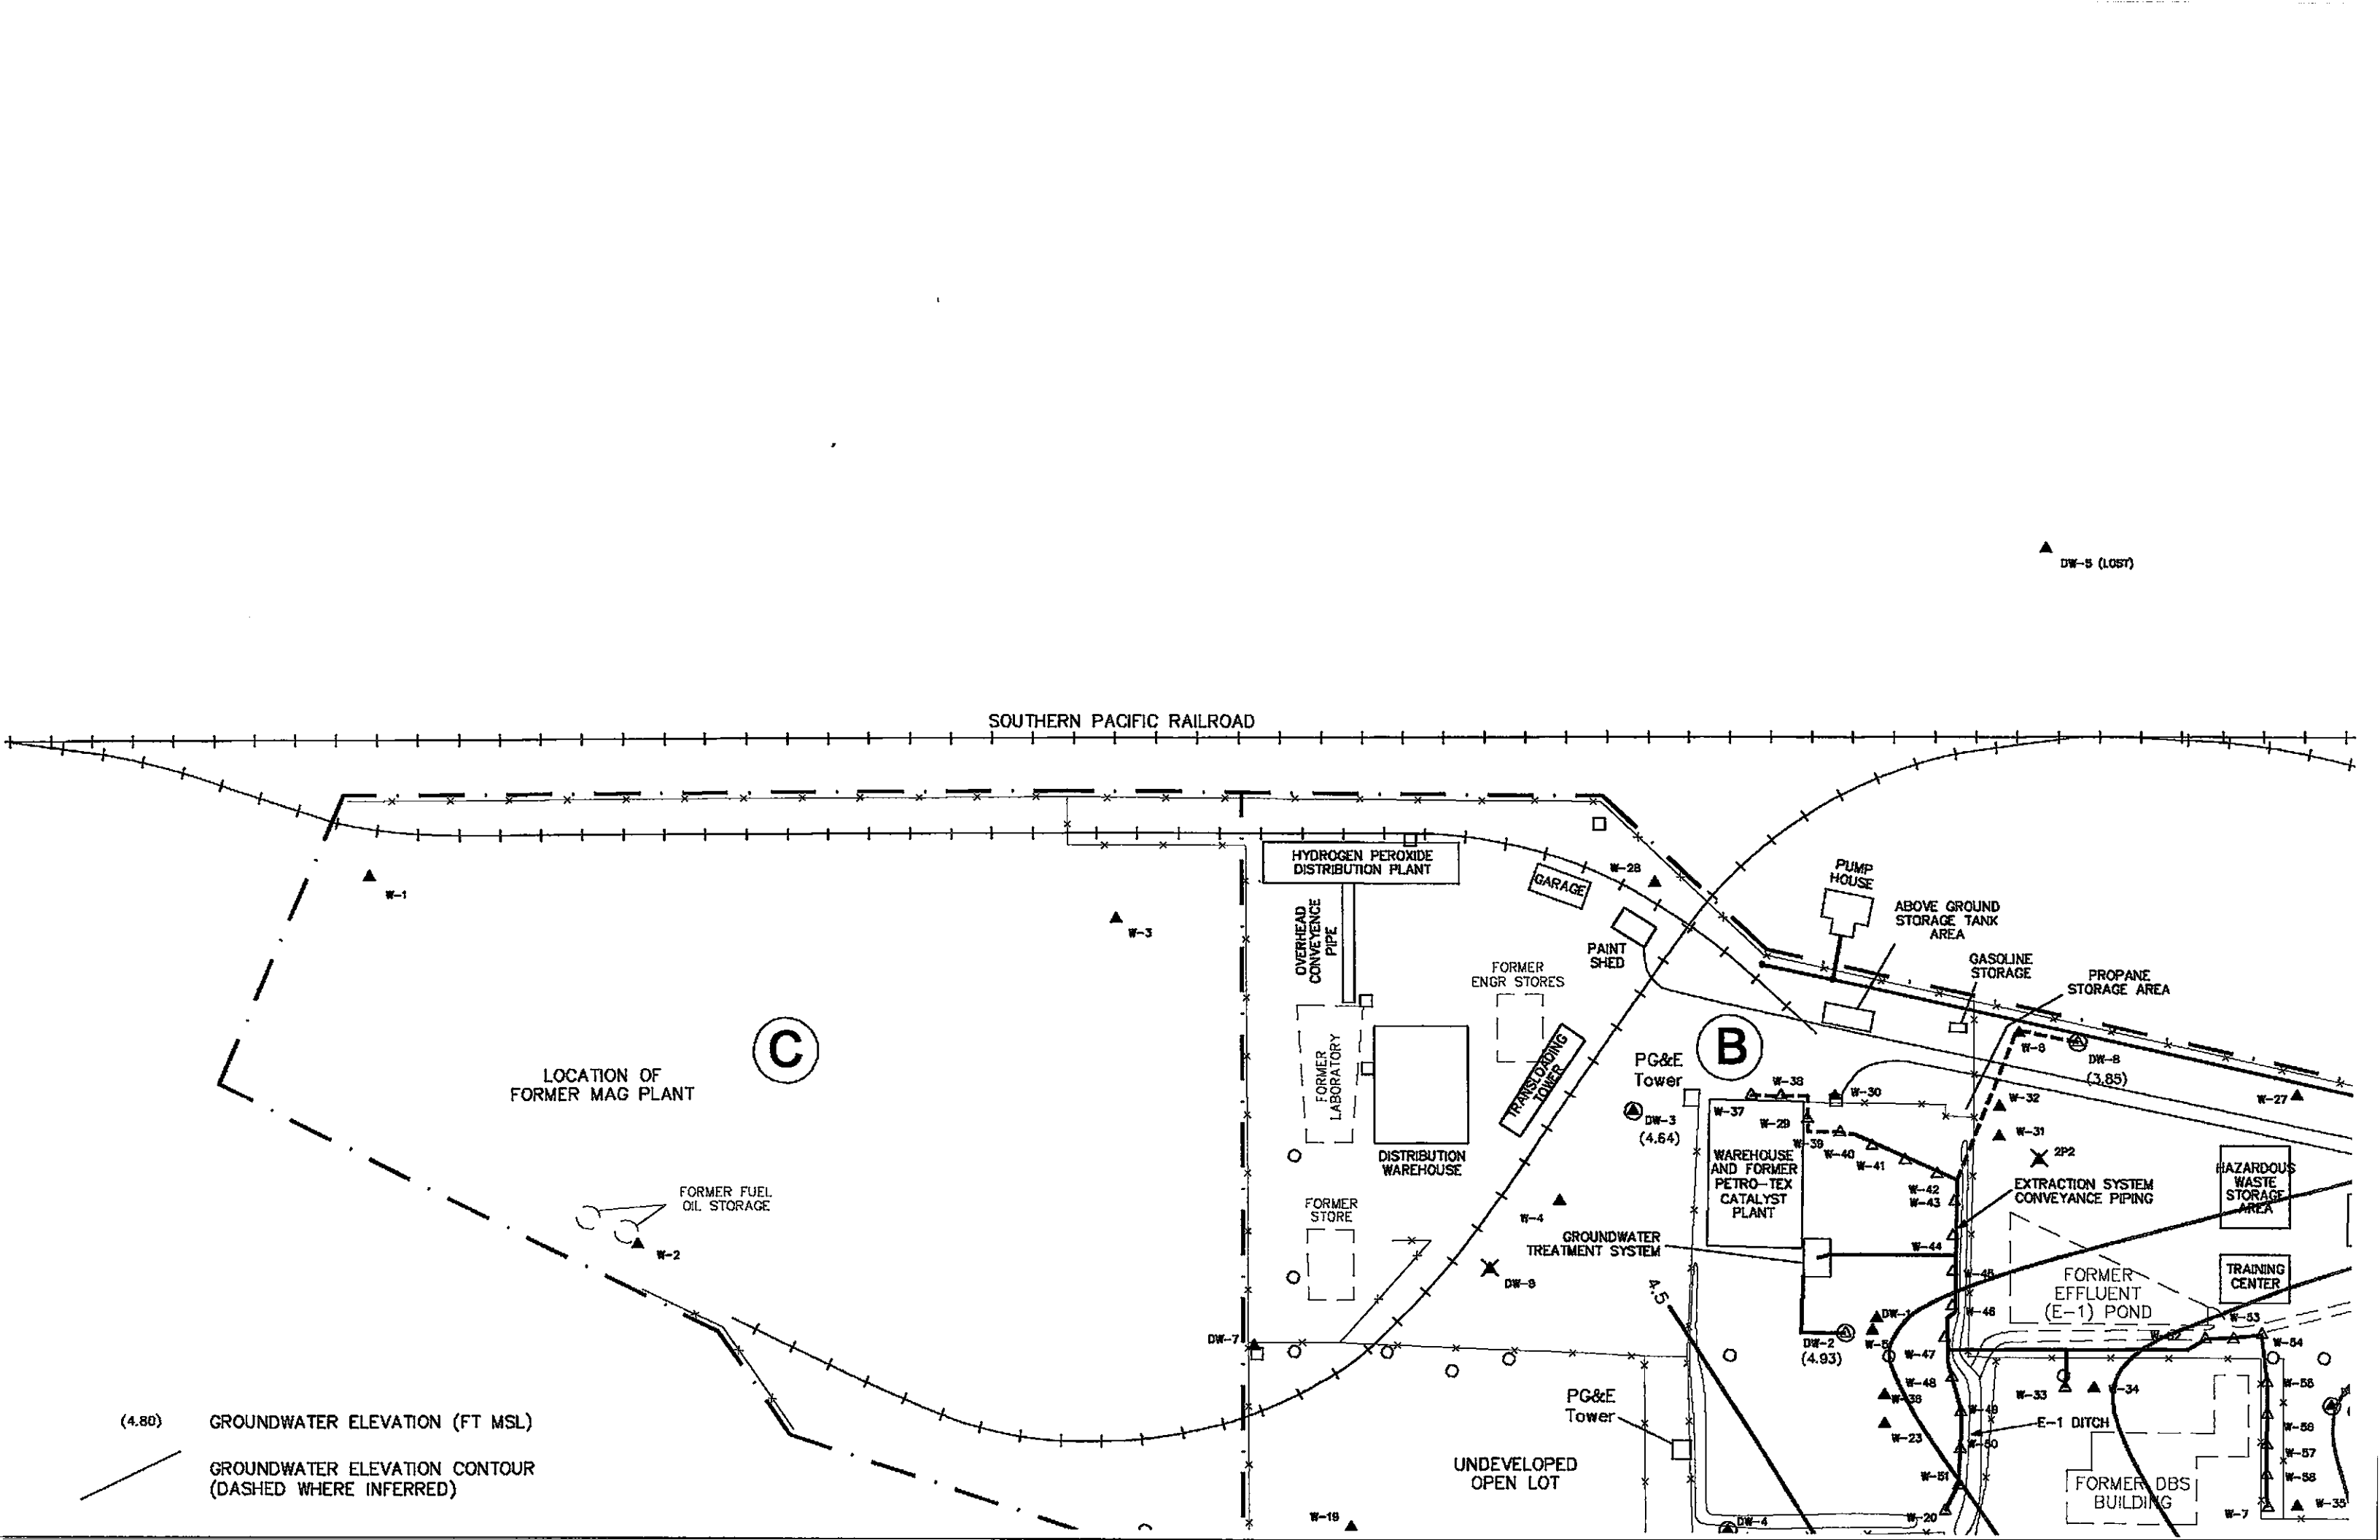 DW-5 (LOST)
SOUTHERN PACIFIC RAILROAD
HYDROGEN PEROXIDE
DISTRIBUTION PLANT
W-28
GARAGE
PUMP
HOUSE
W-1
W-3
OVERHEAD
CONVEYENCE
PIPE
PAINT
SHED
ABOVE GROUND
STORAGE TANK
AREA
FORMER
ENGR STORES
GASOLINE
STORAGE
PROPANE
STORAGE AREA
C
B
LOCATION OF
FORMER MAG PLANT
FORMER
LABORATORY
TRANSLOADING
TOWER
PG&E
Tower
W-8
DW-8
(3.85)
W-38
W-30
W-32
W-27
W-37
DW-3
(4.64)
W-29
W-39
W-40
W-41
W-31
2P2
DISTRIBUTION
WAREHOUSE
WAREHOUSE
AND FORMER
PETRO-TEX
CATALYST
PLANT
HAZARDOUS
WASTE
STORAGE
AREA
W-42
W-43
EXTRACTION SYSTEM
CONVEYANCE PIPING
FORMER FUEL
OIL STORAGE
FORMER
STORE
W-4
W-2
GROUNDWATER
TREATMENT SYSTEM
W-44
W-45
DW-9
4.5
FORMER
EFFLUENT
(E-1) POND
TRAINING
CENTER
W-46
DW-1
W-5
W-53
W-52
W-54
DW-7
DW-2
(4.93)
W-47
W-48
W-33
W-34
W-55
W-36
W-49
PG&E
Tower
E-1 DITCH
W-23
W-50
W-56
W-57
W-51
W-58
(4.80) GROUNDWATER ELEVATION (FT MSL)
GROUNDWATER ELEVATION CONTOUR
(DASHED WHERE INFERRED)
UNDEVELOPED
OPEN LOT
FORMER DBS
BUILDING
W-35
W-7
W-19
DW-4
W-20